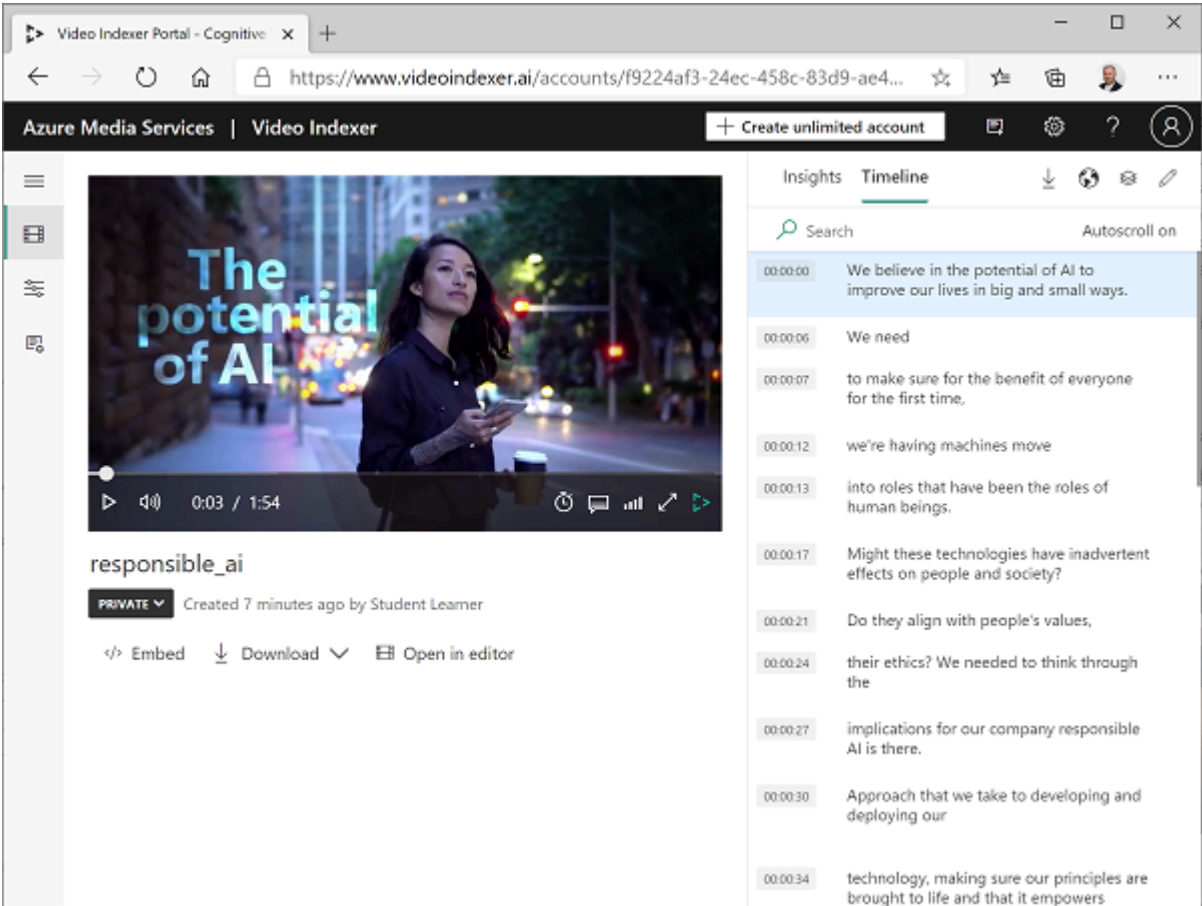 Video Indexer Portal - Cognitive
https://www.videoindexer.ai/accounts/f9224af3-24ec-458c-83d9-ae4...
Azure Media Services | Video Indexer
+ Create unlimited account
?
The
potential
of AI
0:03 / 1:54
responsible_ai
PRIVATE
Created 7 minutes ago by Student Learner
</> Embed
Download
Open in editor
Insights
Timeline
Search
Autoscroll on
00:00:00
We believe in the potential of AI to
improve our lives in big and small ways.
00:00:06
We need
00:00:07
to make sure for the benefit of everyone
for the first time,
00:00:12
we're having machines move
00:00:13
into roles that have been the roles of
human beings.
00:00:17
Might these technologies have inadvertent
effects on people and society?
00:00:21
Do they align with people's values,
00:00:24
their ethics? We needed to think through
the
00:00:27
implications for our company responsible
AI is there.
00:00:30
Approach that we take to developing and
deploying our
00:00:34
technology, making sure our principles are
brought to life and that it empowers